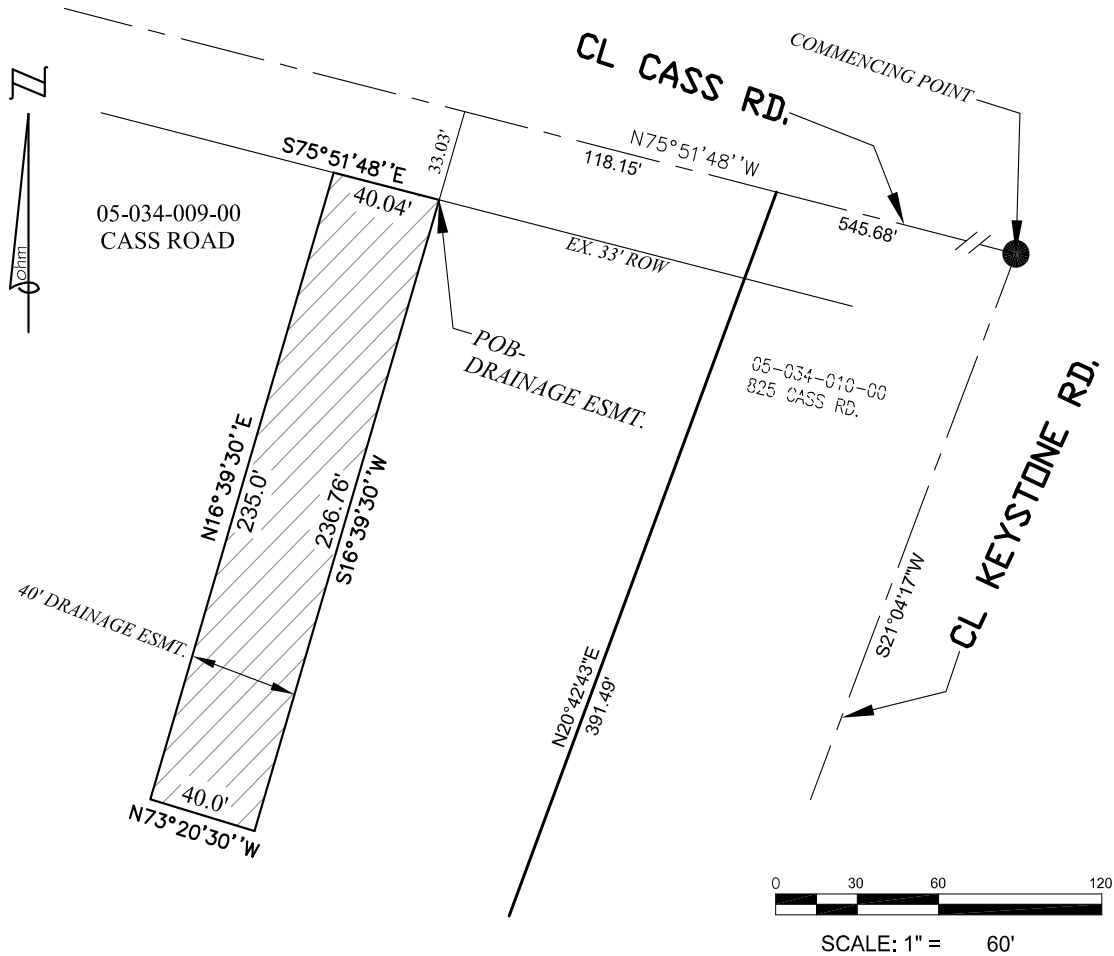 COMMENCING POINT
CL CASS RD.
N
N75°51'48''W
118.15'
545.68'
33.03'
S75°51'48''E
40.04'
05-034-009-00
CASS ROAD
EX. 33' ROW
ohm
POB-
DRAINAGE ESMT.
05-034-010-00
825 CASS RD.
CL KEYSTONE RD.
N16°39'30''E
235.0'
236.76'
S16°39'30''W
S21°04'17"W
40' DRAINAGE ESMT.
N20°42'43"E
391.49'
40.0'
N73°20'30''W
0 30 60 120
SCALE: 1" = 60'